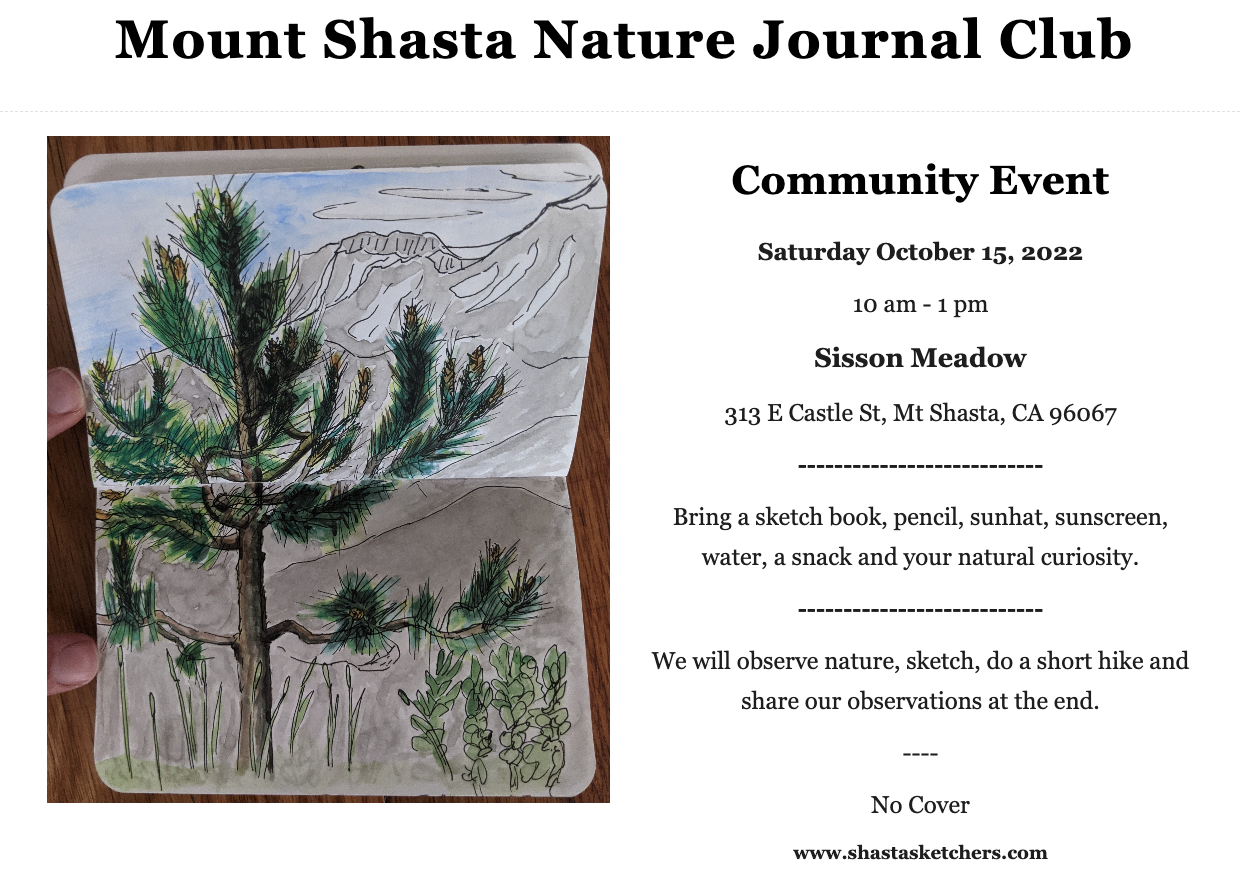 Mount Shasta Nature Journal Club
Community Event
Saturday October 15, 2022
10 am - 1 pm
Sisson Meadow
313 E Castle St, Mt Shasta, CA 96067
---------------------------
Bring a sketch book, pencil, sunhat, sunscreen,
water, a snack and your natural curiosity.
---------------------------
We will observe nature, sketch, do a short hike and
share our observations at the end.
----
No Cover
www.shastasketchers.com